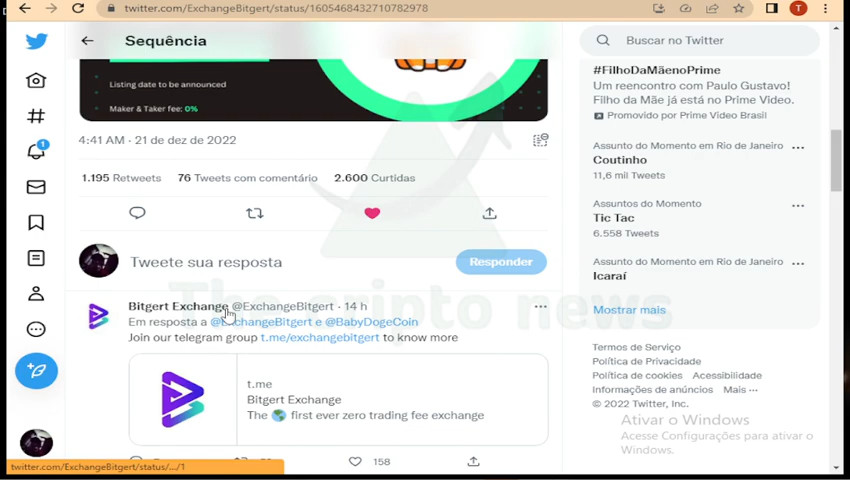 twitter.com/ExchangeBitgert/status/1605468432710782978
T
Sequência
Buscar no Twitter
Listing date to be announced
Maker & Taker fee: 0%
4:41 AM · 21 de dez de 2022
1.195 Retweets 76 Tweets com comentário 2.600 Curtidas
Tweete sua resposta
Responder
Bitgert Exchange @ExchangeBitgert · 14 h
Em resposta a @ExchangeBitgert e @BabyDogeCoin
Join our telegram group t.me/exchangebitgert to know more
t.me
Bitgert Exchange
The first ever zero trading fee exchange
158
1
#FilhoDaMãenoPrime
Um reencontro com Paulo Gustavo!
Filho da Mãe já está no Prime Video.
Promovido por Prime Video Brasil
Assunto do Momento em Rio de Janeiro
Coutinho
11,6 mil Tweets
Assuntos do Momento
Tic Tac
6.558 Tweets
Assunto do Momento em Rio de Janeiro
Icaraí
Mostrar mais
Termos de Serviço
Política de Privacidade
Política de cookies Acessibilidade
Informações de anúncios Mais ···
© 2022 Twitter, Inc.
Ativar o Windows
Acesse Configurações para ativar o
Windows.
The cripto news
twitter.com/ExchangeBitgert/status/.../1